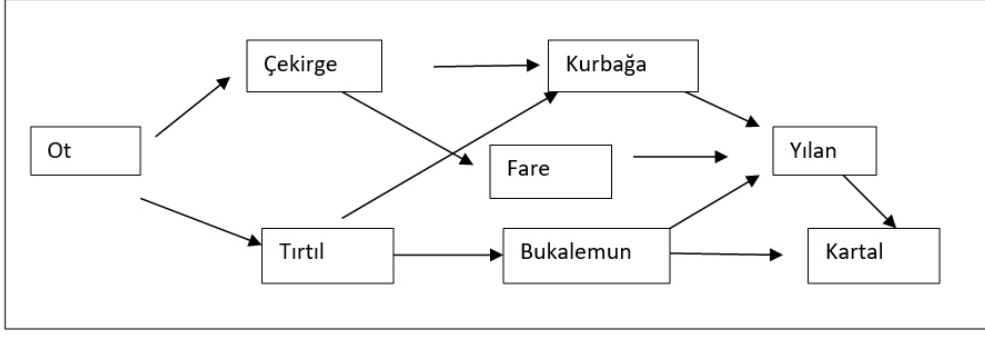 Çekirge
Kurbağa
Ot
Fare
Yılan
Tırtıl
Bukalemun
Kartal